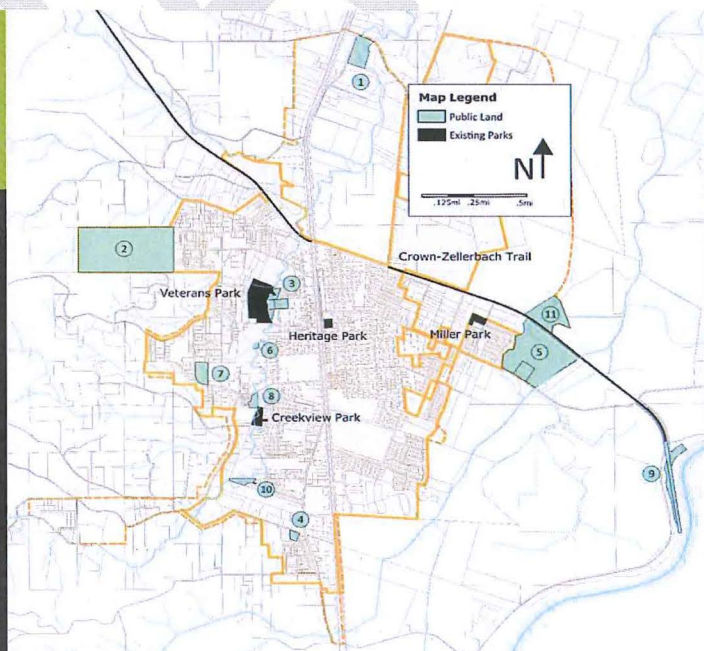 1
Map Legend
Public Land
Existing Parks
N
.125mi .25mi .5mi
2
Crown-Zellerbach Trail
3
Veterans Park
11
Heritage Park
Miller Park
5
6
7
8
Creekview Park
9
10
4